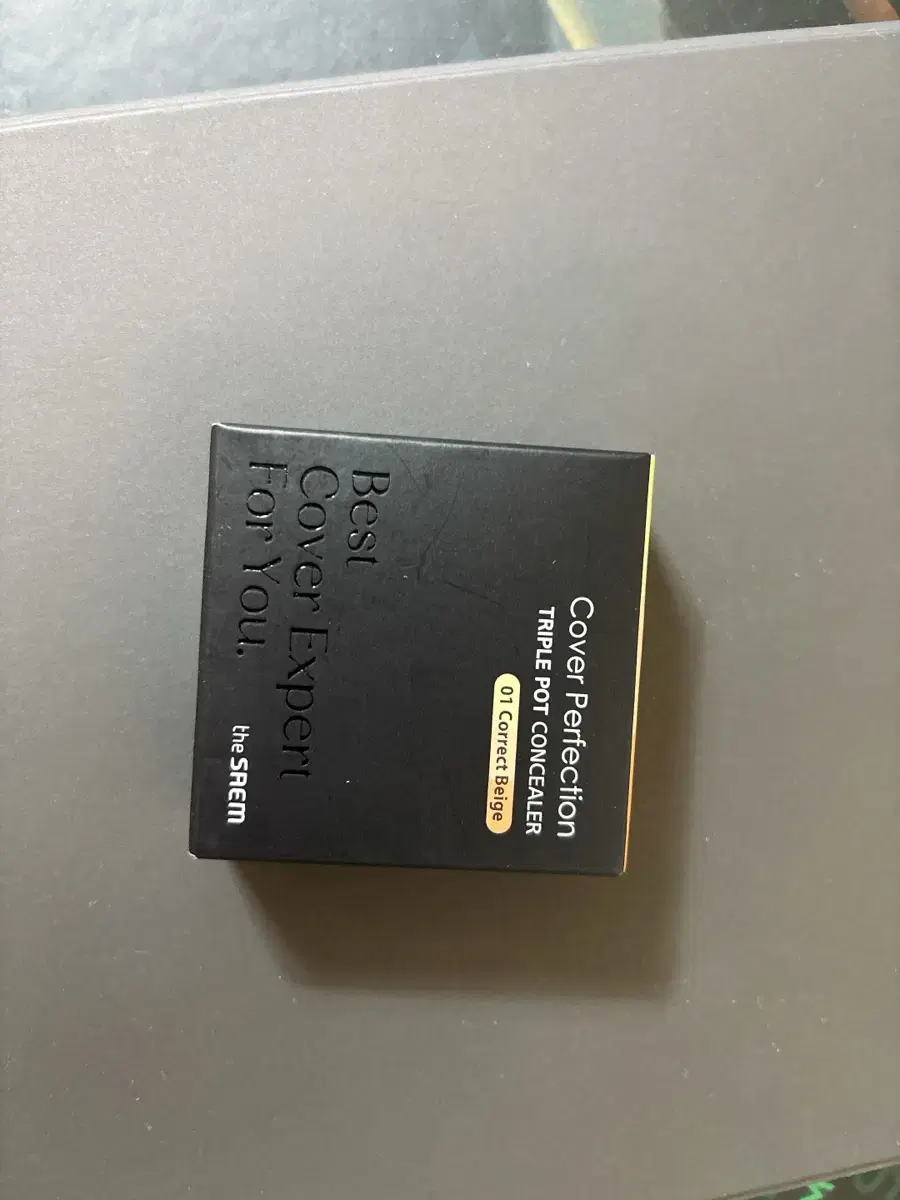 Cover Perfection
TRIPLE POT CONCEALER
01 Correct Beige
Best
Cover Expert
For You.
the SAEM